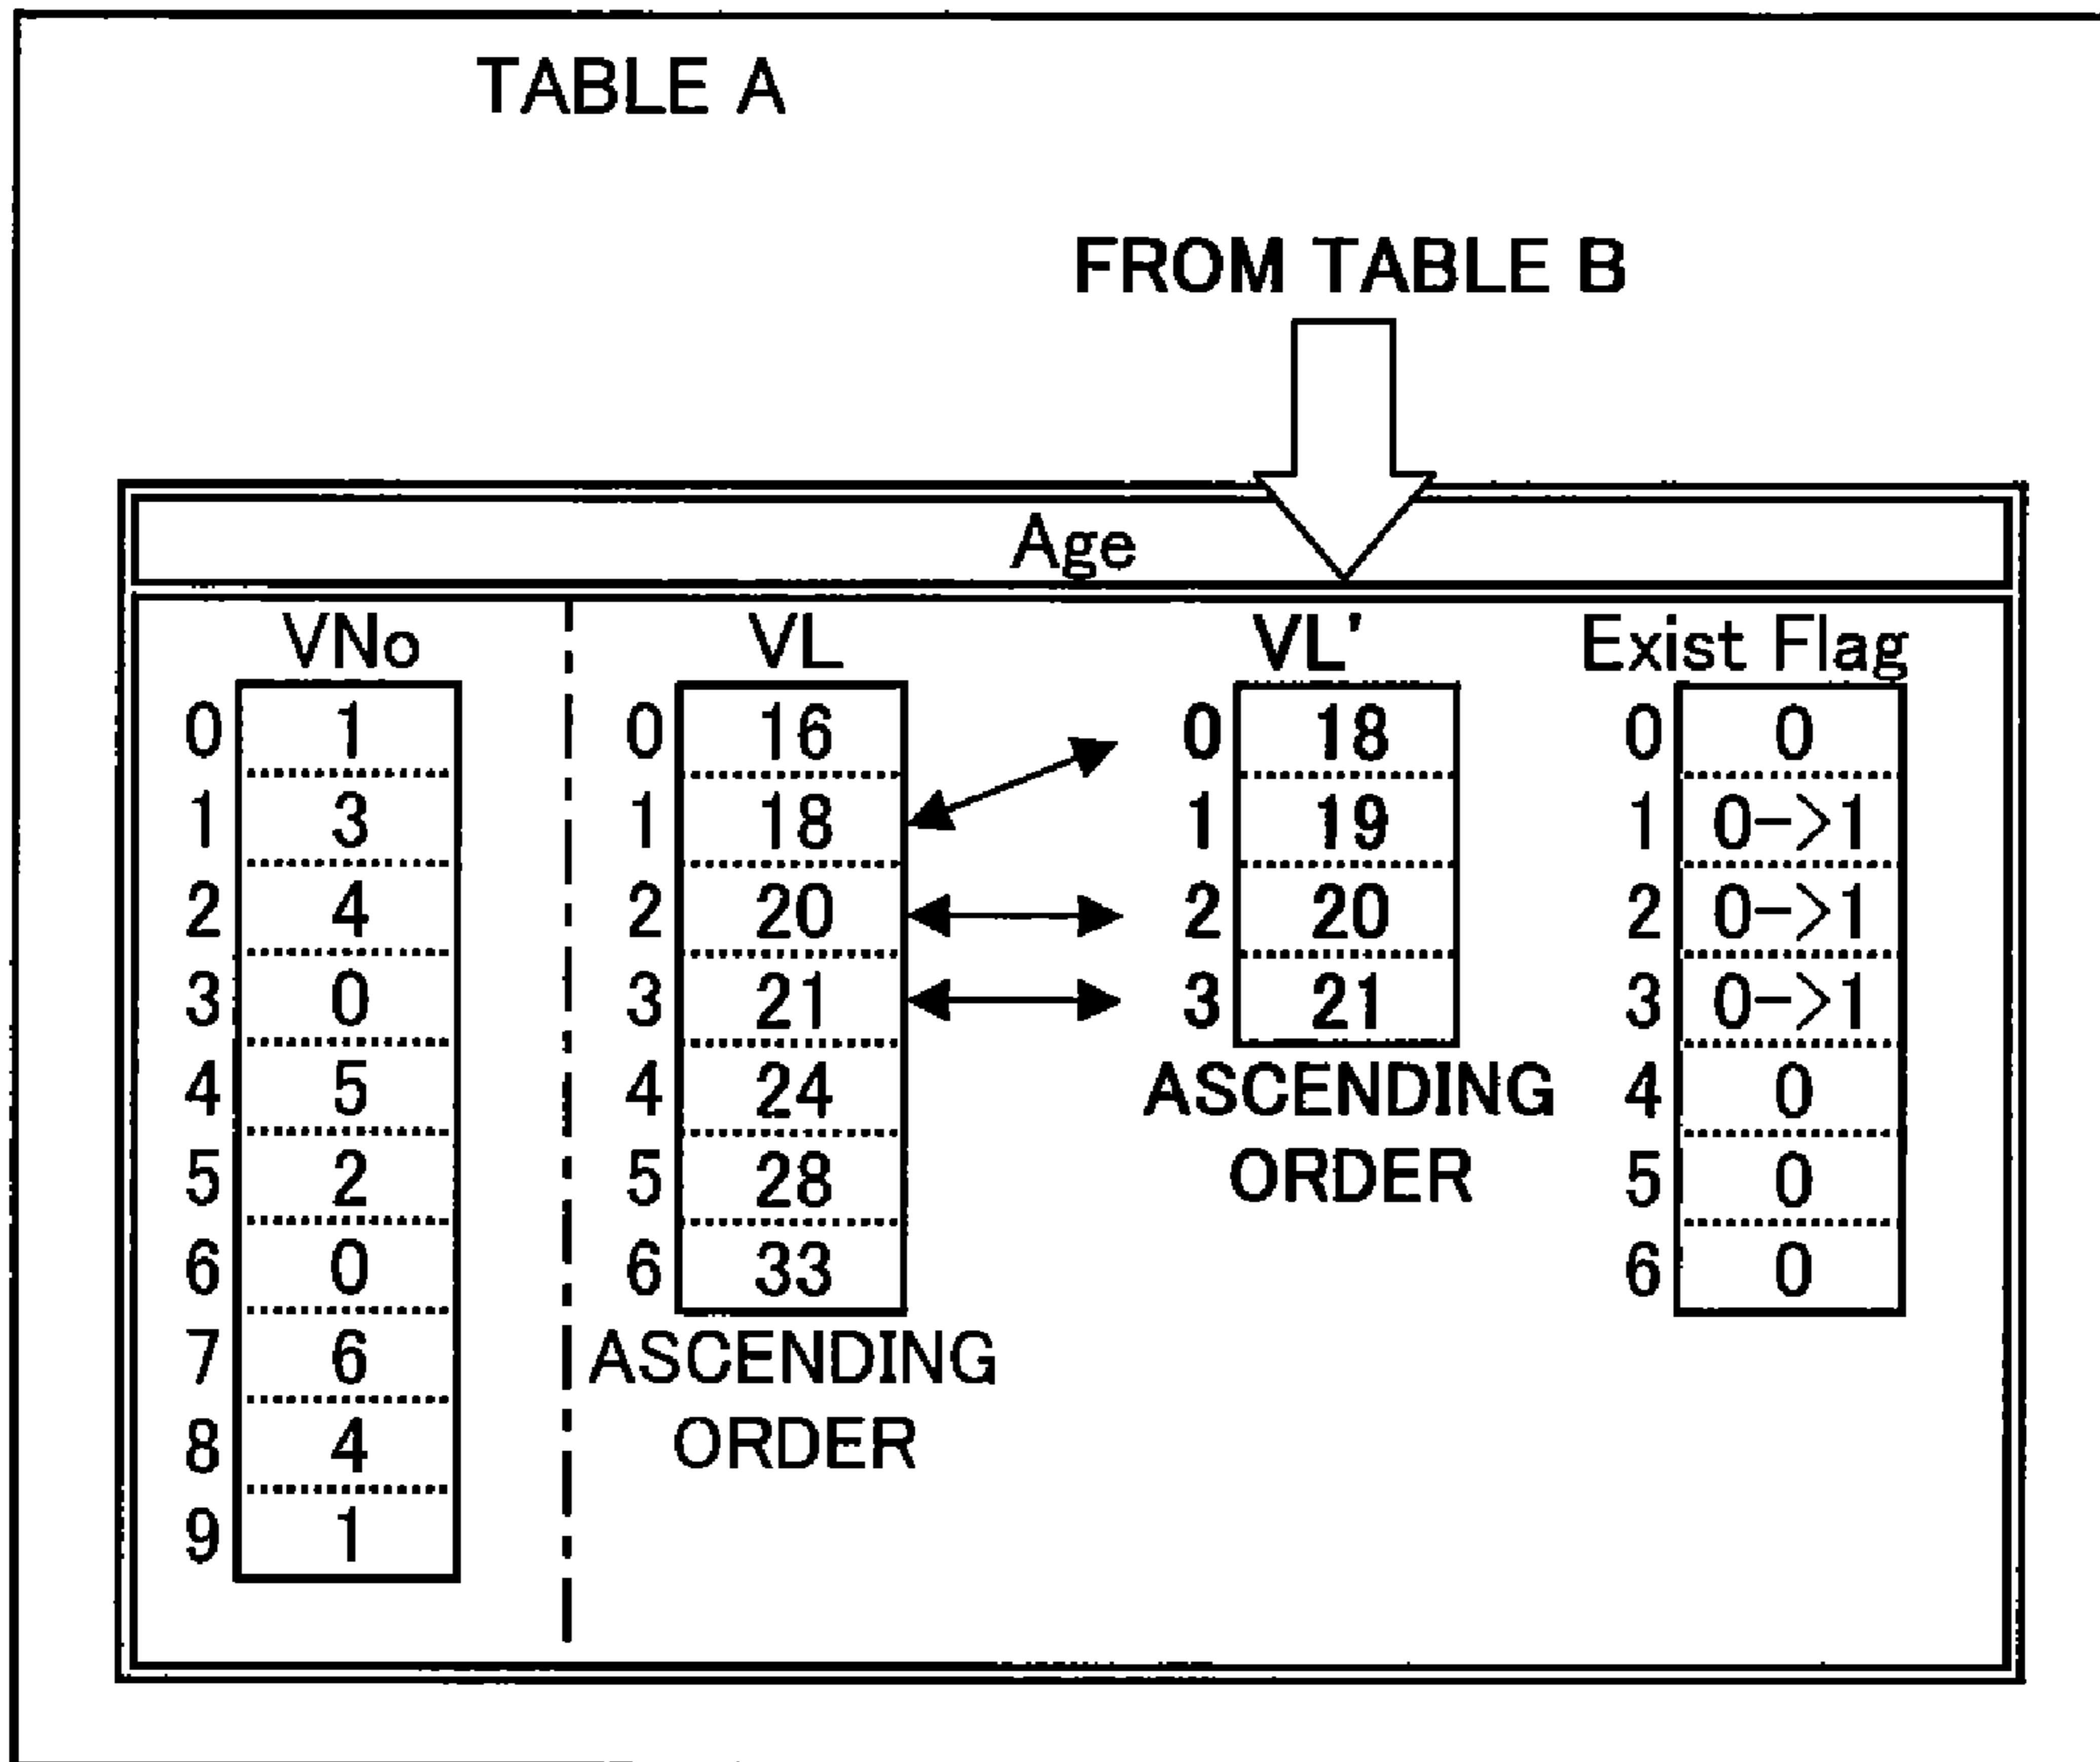 TABLE A
FROM TABLE B
Age
VNo VL VL' Exist Flag
0 1 0 16 0 18 0 0
1 3 1 18 1 19 1 0->1
2 4 2 20 2 20 2 0->1
3 0 3 21 3 21 3 0->1
4 5 4 24 ASCENDING 4 0
5 2 5 28 ORDER 5 0
6 0 6 33 6 0
7 6 ASCENDING
8 4 ORDER
9 1